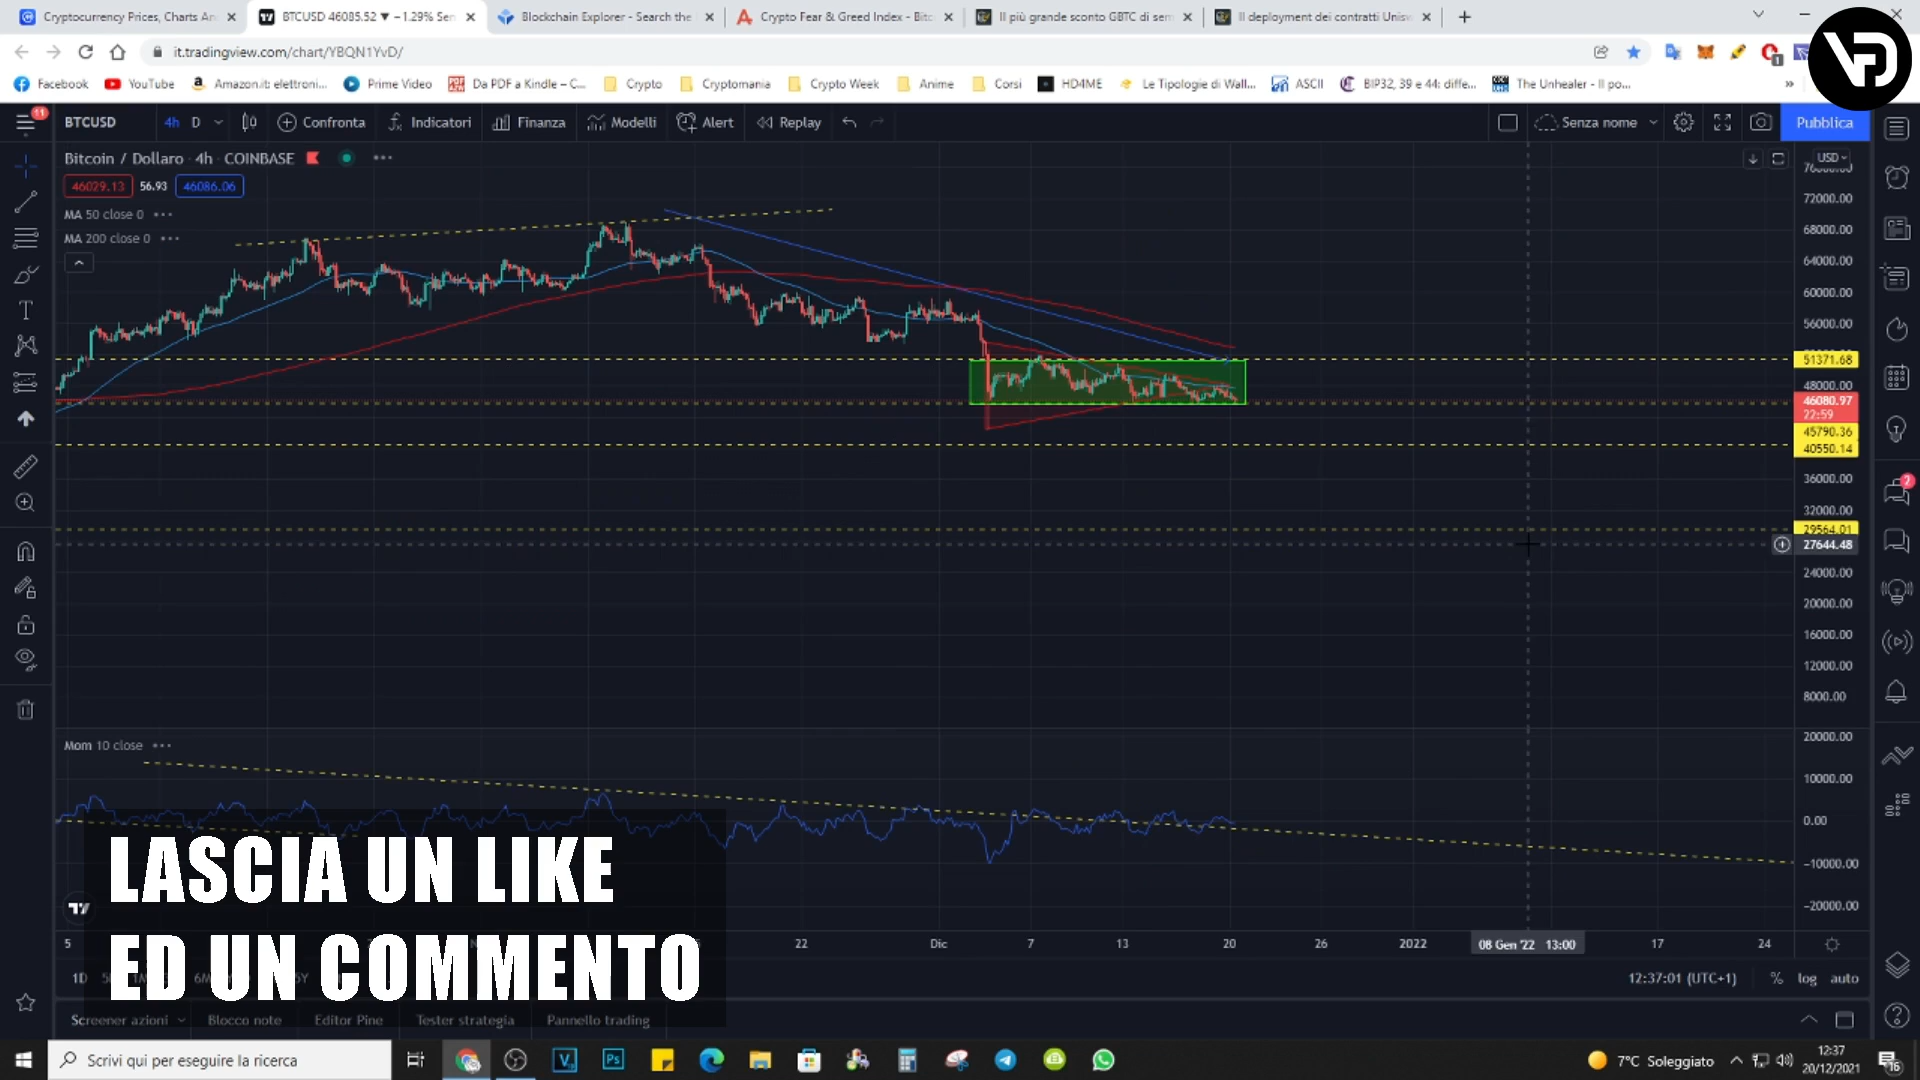 Cryptocurrency Prices, Charts An
BTCUSD 46085.52 ▼ −1.29% Sen
Blockchain Explorer - Search the
Crypto Fear & Greed Index - Bitc
Il più grande sconto GBTC di sem
Il deployment dei contratti Unisw
it.tradingview.com/chart/YBQN1YvD/
Facebook
YouTube
Amazon.it: elettroni...
Prime Video
Da PDF a Kindle – C...
Crypto
Cryptomania
Crypto Week
Anime
Corsi
HD4ME
Le Tipologie di Wall...
ASCII
BIP32, 39 e 44: diffe...
The Unhealer - Il po...
»
11
BTCUSD
4h
D
Confronta
Indicatori
Finanza
Modelli
Alert
Replay
Senza nome
Pubblica
Bitcoin / Dollaro · 4h · COINBASE
46029.13
56.93
46086.06
MA 50 close 0
MA 200 close 0
USD
72000.00
68000.00
64000.00
60000.00
56000.00
51371.68
48000.00
46080.97
22:59
45790.36
40550.14
36000.00
32000.00
29564.01
27644.48
24000.00
20000.00
16000.00
12000.00
8000.00
Mom 10 close
20000.00
10000.00
0.00
−10000.00
−20000.00
LASCIA UN LIKE
ED UN COMMENTO
5
22
Dic
7
13
20
26
2022
08 Gen '22 13:00
17
24
1D
12:37:01 (UTC+1)
%
log
auto
Screener azioni
Blocco note
Editor Pine
Tester strategia
Pannello trading
Scrivi qui per eseguire la ricerca
7°C Soleggiato
12:37
20/12/2021
16